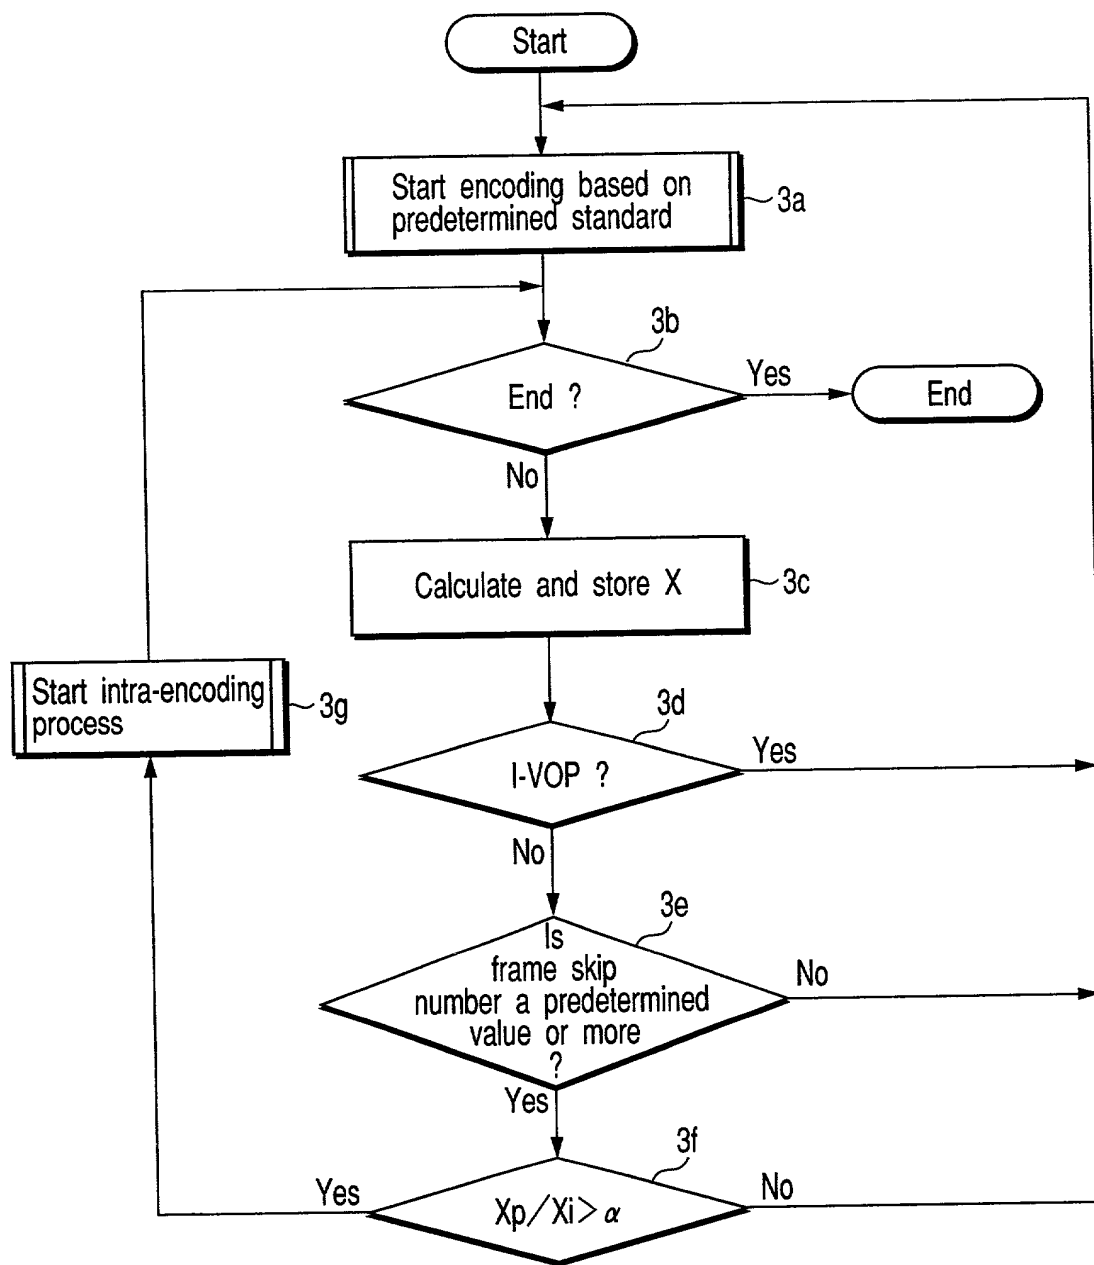 Start
Start encoding based on
predetermined standard
3a
3b
End ?
Yes
End
No
Calculate and store X
3c
Start intra-encoding
process
3g
3d
I-VOP ?
Yes
No
3e
Is
frame skip
number a predetermined
value or more
?
No
Yes
3f
Yes
Xp/Xi>α
No